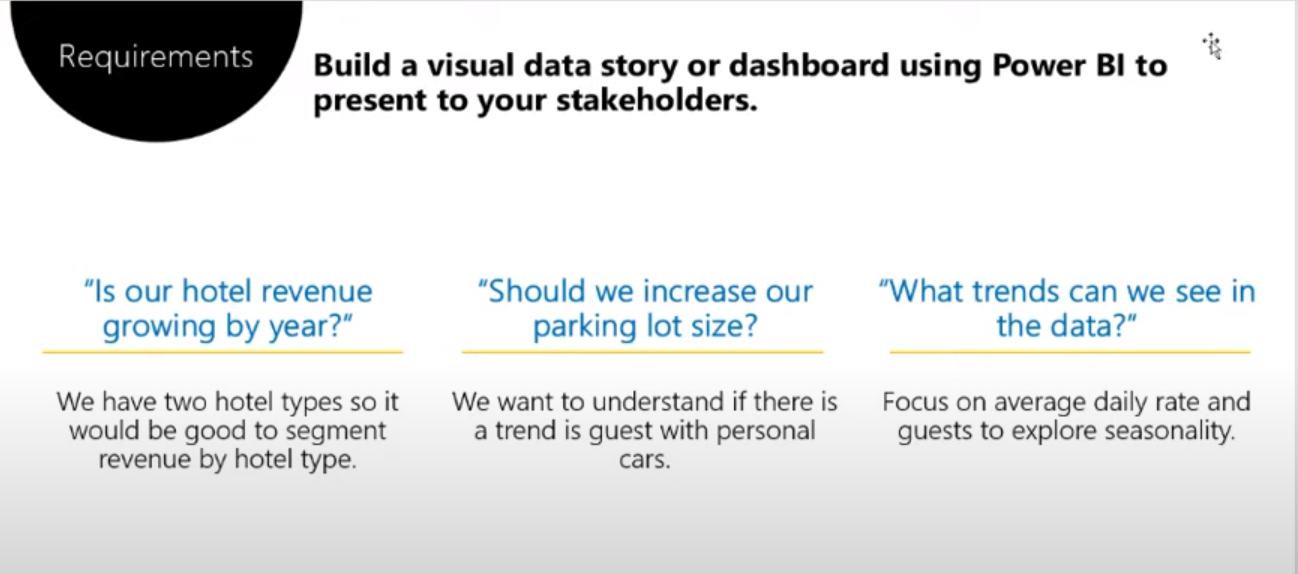 Requirements
Build a visual data story or dashboard using Power BI to
present to your stakeholders.
"Is our hotel revenue
growing by year?"
We have two hotel types so it
would be good to segment
revenue by hotel type.
"Should we increase our
parking lot size?
We want to understand if there is
a trend is guest with personal
cars.
"What trends can we see in
the data?"
Focus on average daily rate and
guests to explore seasonality.